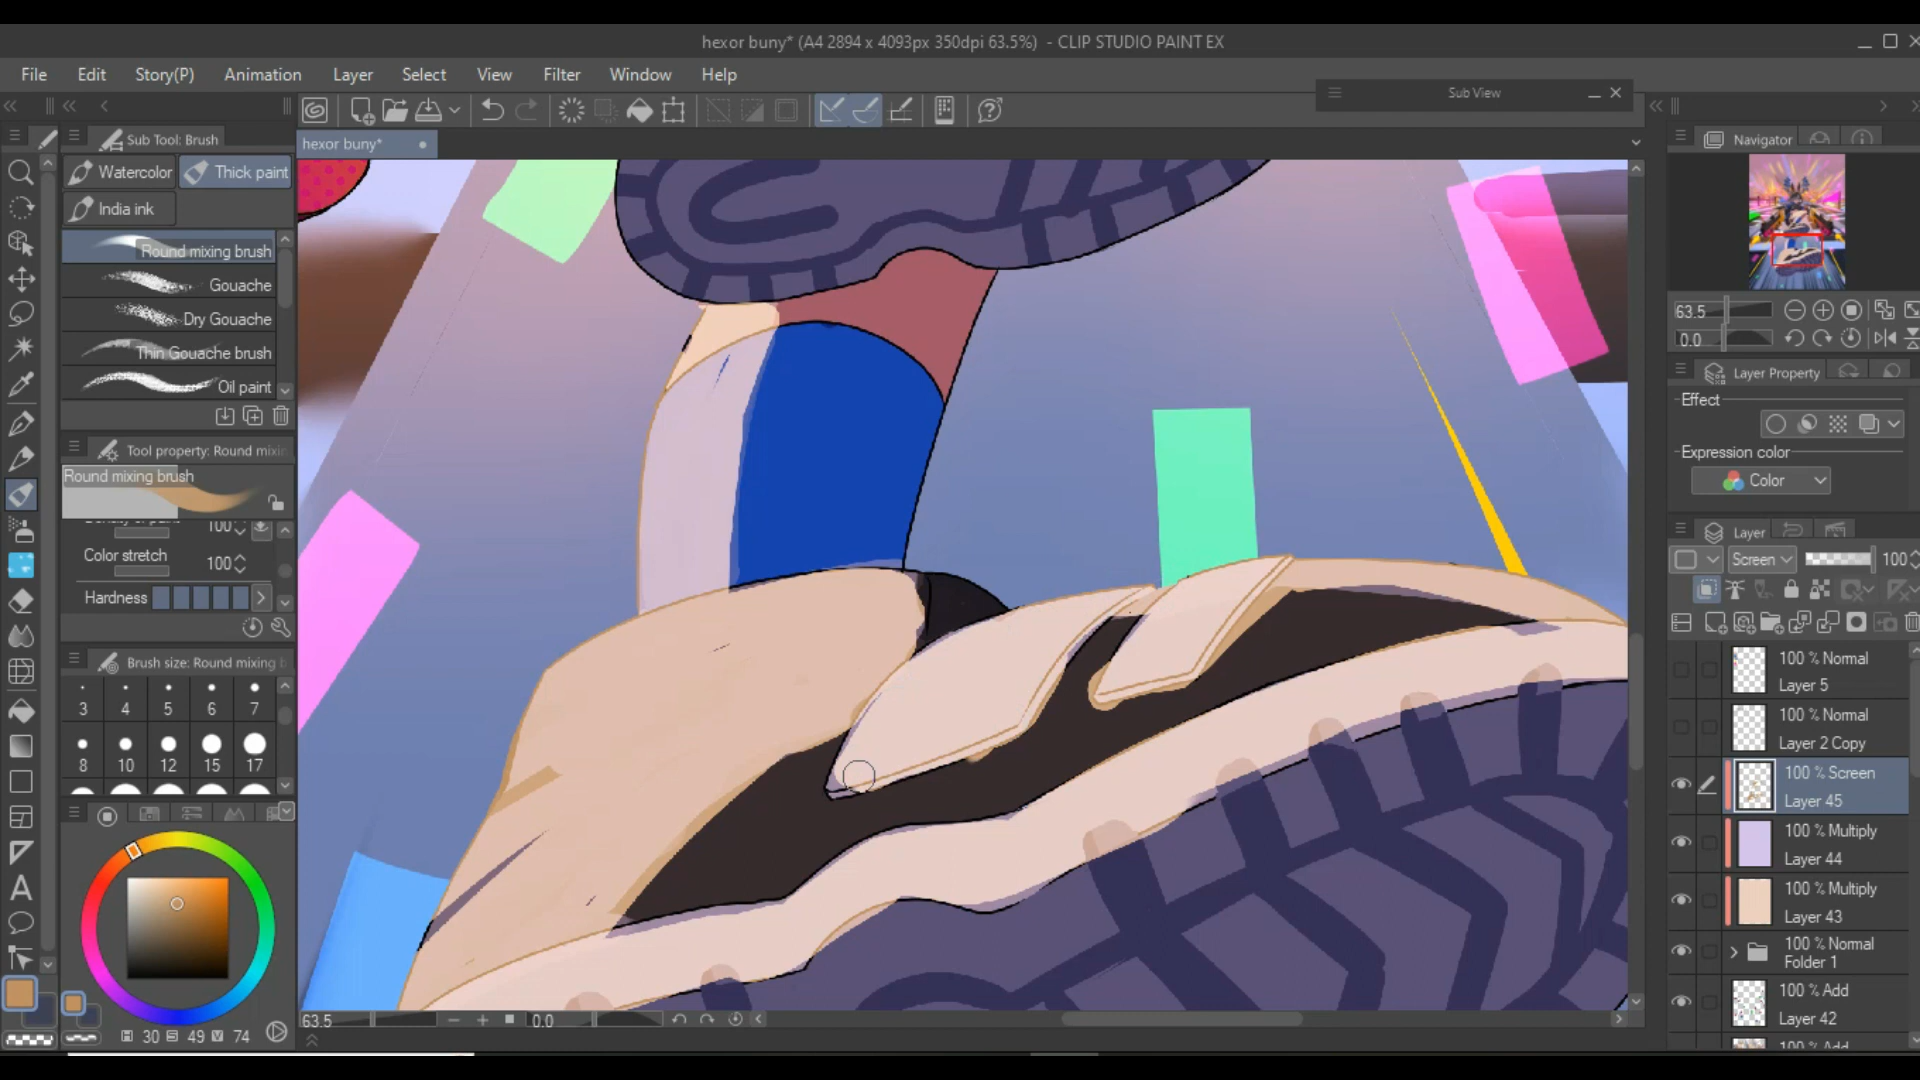 hexor buny* (A4 2894 x 4093px 350dpi 63.5%) - CLIP STUDIO PAINT EX
File Edit Story(P) Animation Layer Select View Filter Window Help
Sub View
Sub Tool: Brush
hexor buny*
Navigator
Watercolor
Thick paint
India ink
Round mixing brush
Gouache
Dry Gouache
Thin Gouache brush
Oil paint
63.5
0.0
Layer Property
Effect
Expression color
Color
Tool property: Round mixin
Round mixing brush
100
Color stretch 100
Hardness
Layer
Screen 100
Brush size: Round mixing b
3 4 5 6 7
8 10 12 15 17
100 % Normal
Layer 5
100 % Normal
Layer 2 Copy
100 % Screen
Layer 45
100 % Multiply
Layer 44
100 % Multiply
Layer 43
100 % Normal
Folder 1
100 % Add
Layer 42
100 % Add
63.5 0.0
H 30 S 49 V 74